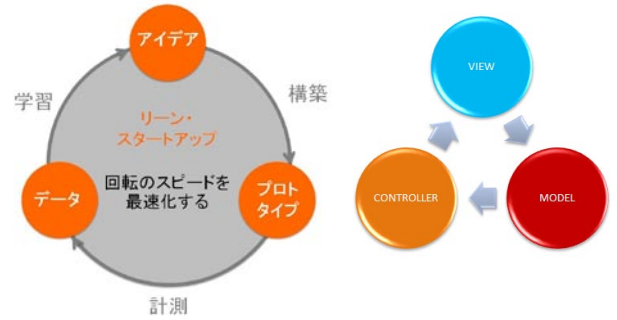 アイデア
学習
構築
リーン・
スタートアップ
回転のスピードを
最速化する
データ
プロト
タイプ
計測
VIEW
CONTROLLER
MODEL